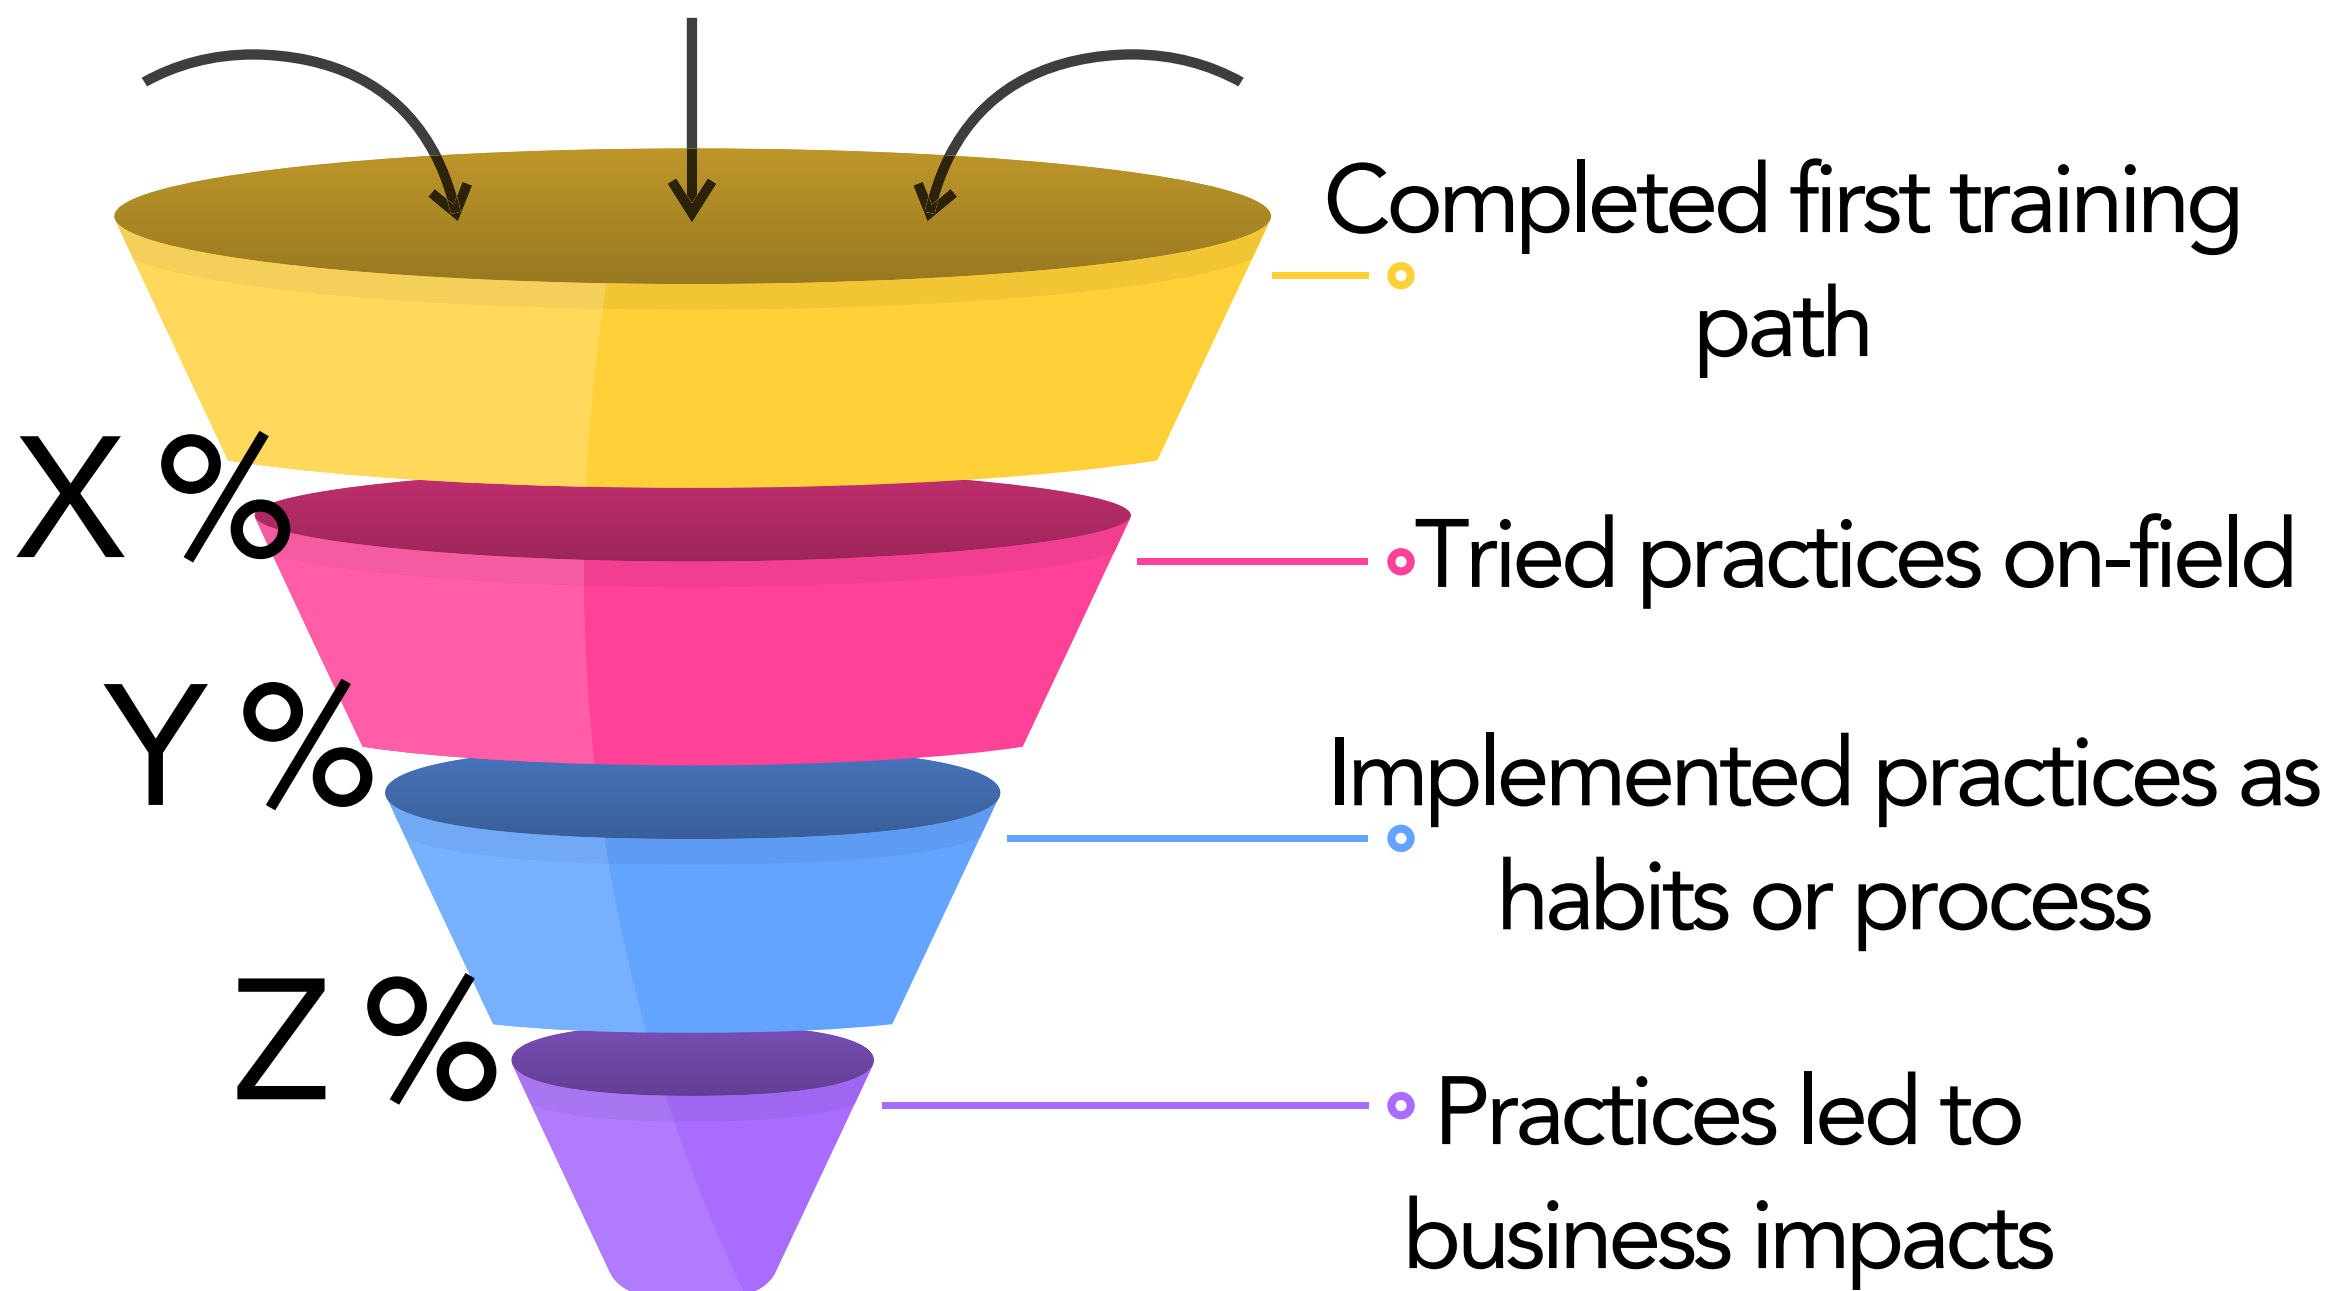 Completed first training
path
X %
Tried practices on-field
Y %
Implemented practices as
habits or process
Z %
Practices led to
business impacts